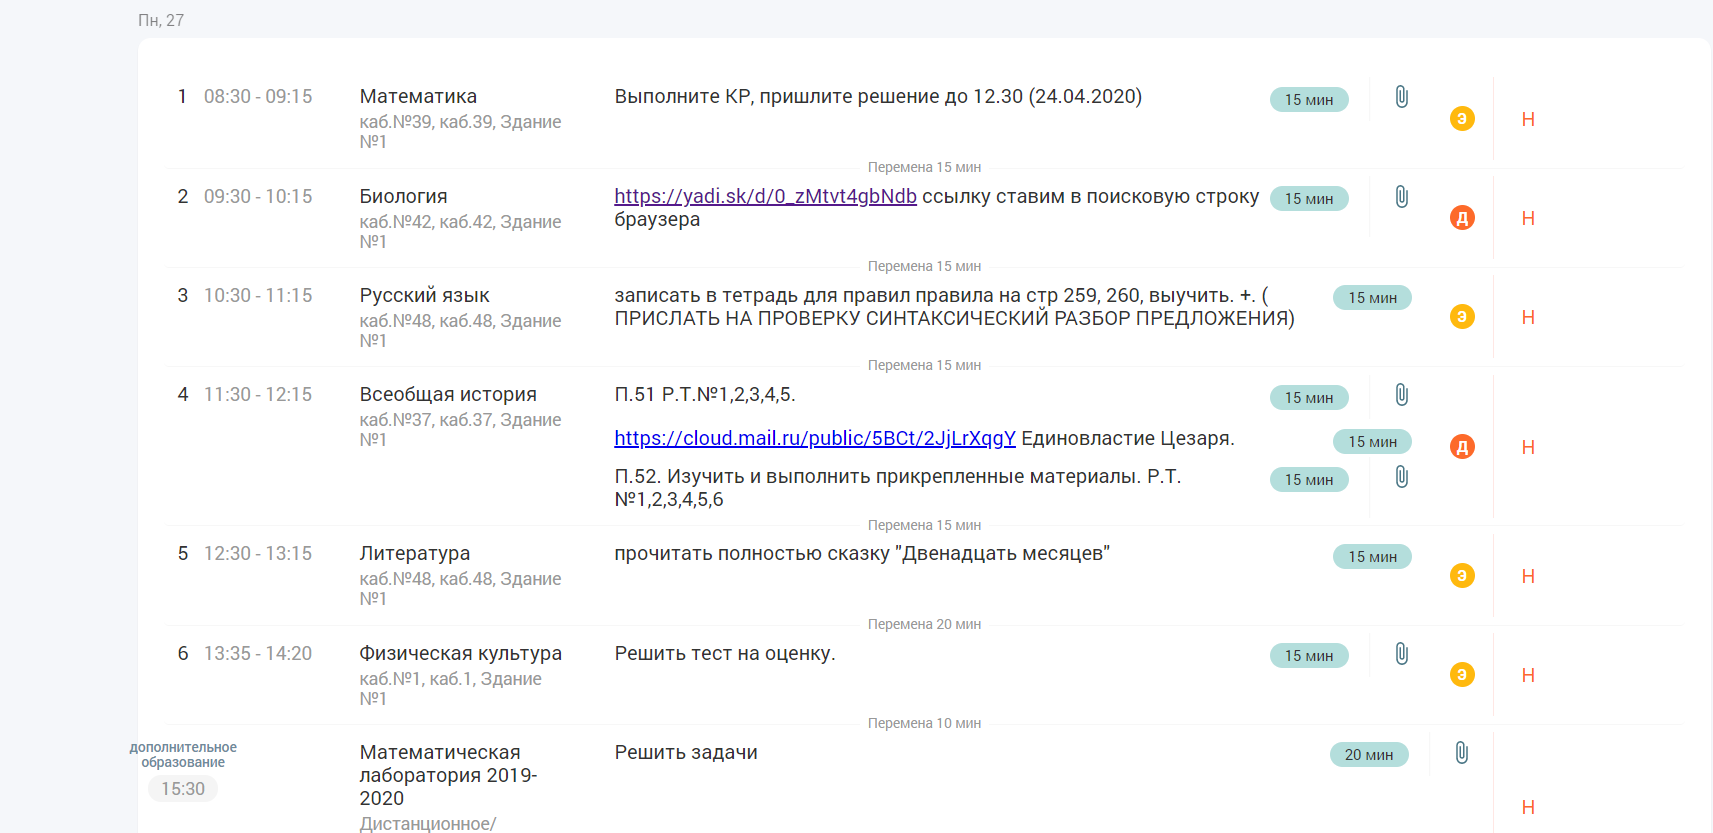 Пн, 27
1 08:30 - 09:15 Математика Выполните КР, пришлите решение до 12.30 (24.04.2020) 15 мин
каб.№39, каб.39, Здание
№1
Э Н
Перемена 15 мин
2 09:30 - 10:15 Биология https://yadi.sk/d/0_zMtvt4gbNdb ссылку ставим в поисковую строку 15 мин
браузера
каб.№42, каб.42, Здание
№1
Д Н
Перемена 15 мин
3 10:30 - 11:15 Русский язык записать в тетрадь для правил правила на стр 259, 260, выучить. +. ( 15 мин
ПРИСЛАТЬ НА ПРОВЕРКУ СИНТАКСИЧЕСКИЙ РАЗБОР ПРЕДЛОЖЕНИЯ)
каб.№48, каб.48, Здание
№1
Э Н
Перемена 15 мин
4 11:30 - 12:15 Всеобщая история П.51 Р.Т.№1,2,3,4,5. 15 мин
каб.№37, каб.37, Здание
№1
https://cloud.mail.ru/public/5BCt/2JjLrXqgY Единовластие Цезаря. 15 мин
Д Н
П.52. Изучить и выполнить прикрепленные материалы. Р.Т. 15 мин
№1,2,3,4,5,6
Перемена 15 мин
5 12:30 - 13:15 Литература прочитать полностью сказку "Двенадцать месяцев" 15 мин
каб.№48, каб.48, Здание
№1
Э Н
Перемена 20 мин
6 13:35 - 14:20 Физическая культура Решить тест на оценку. 15 мин
каб.№1, каб.1, Здание
№1
Э Н
Перемена 10 мин
дополнительное
образование
15:30
Математическая Решить задачи 20 мин
лаборатория 2019-
2020
Дистанционное/
Н